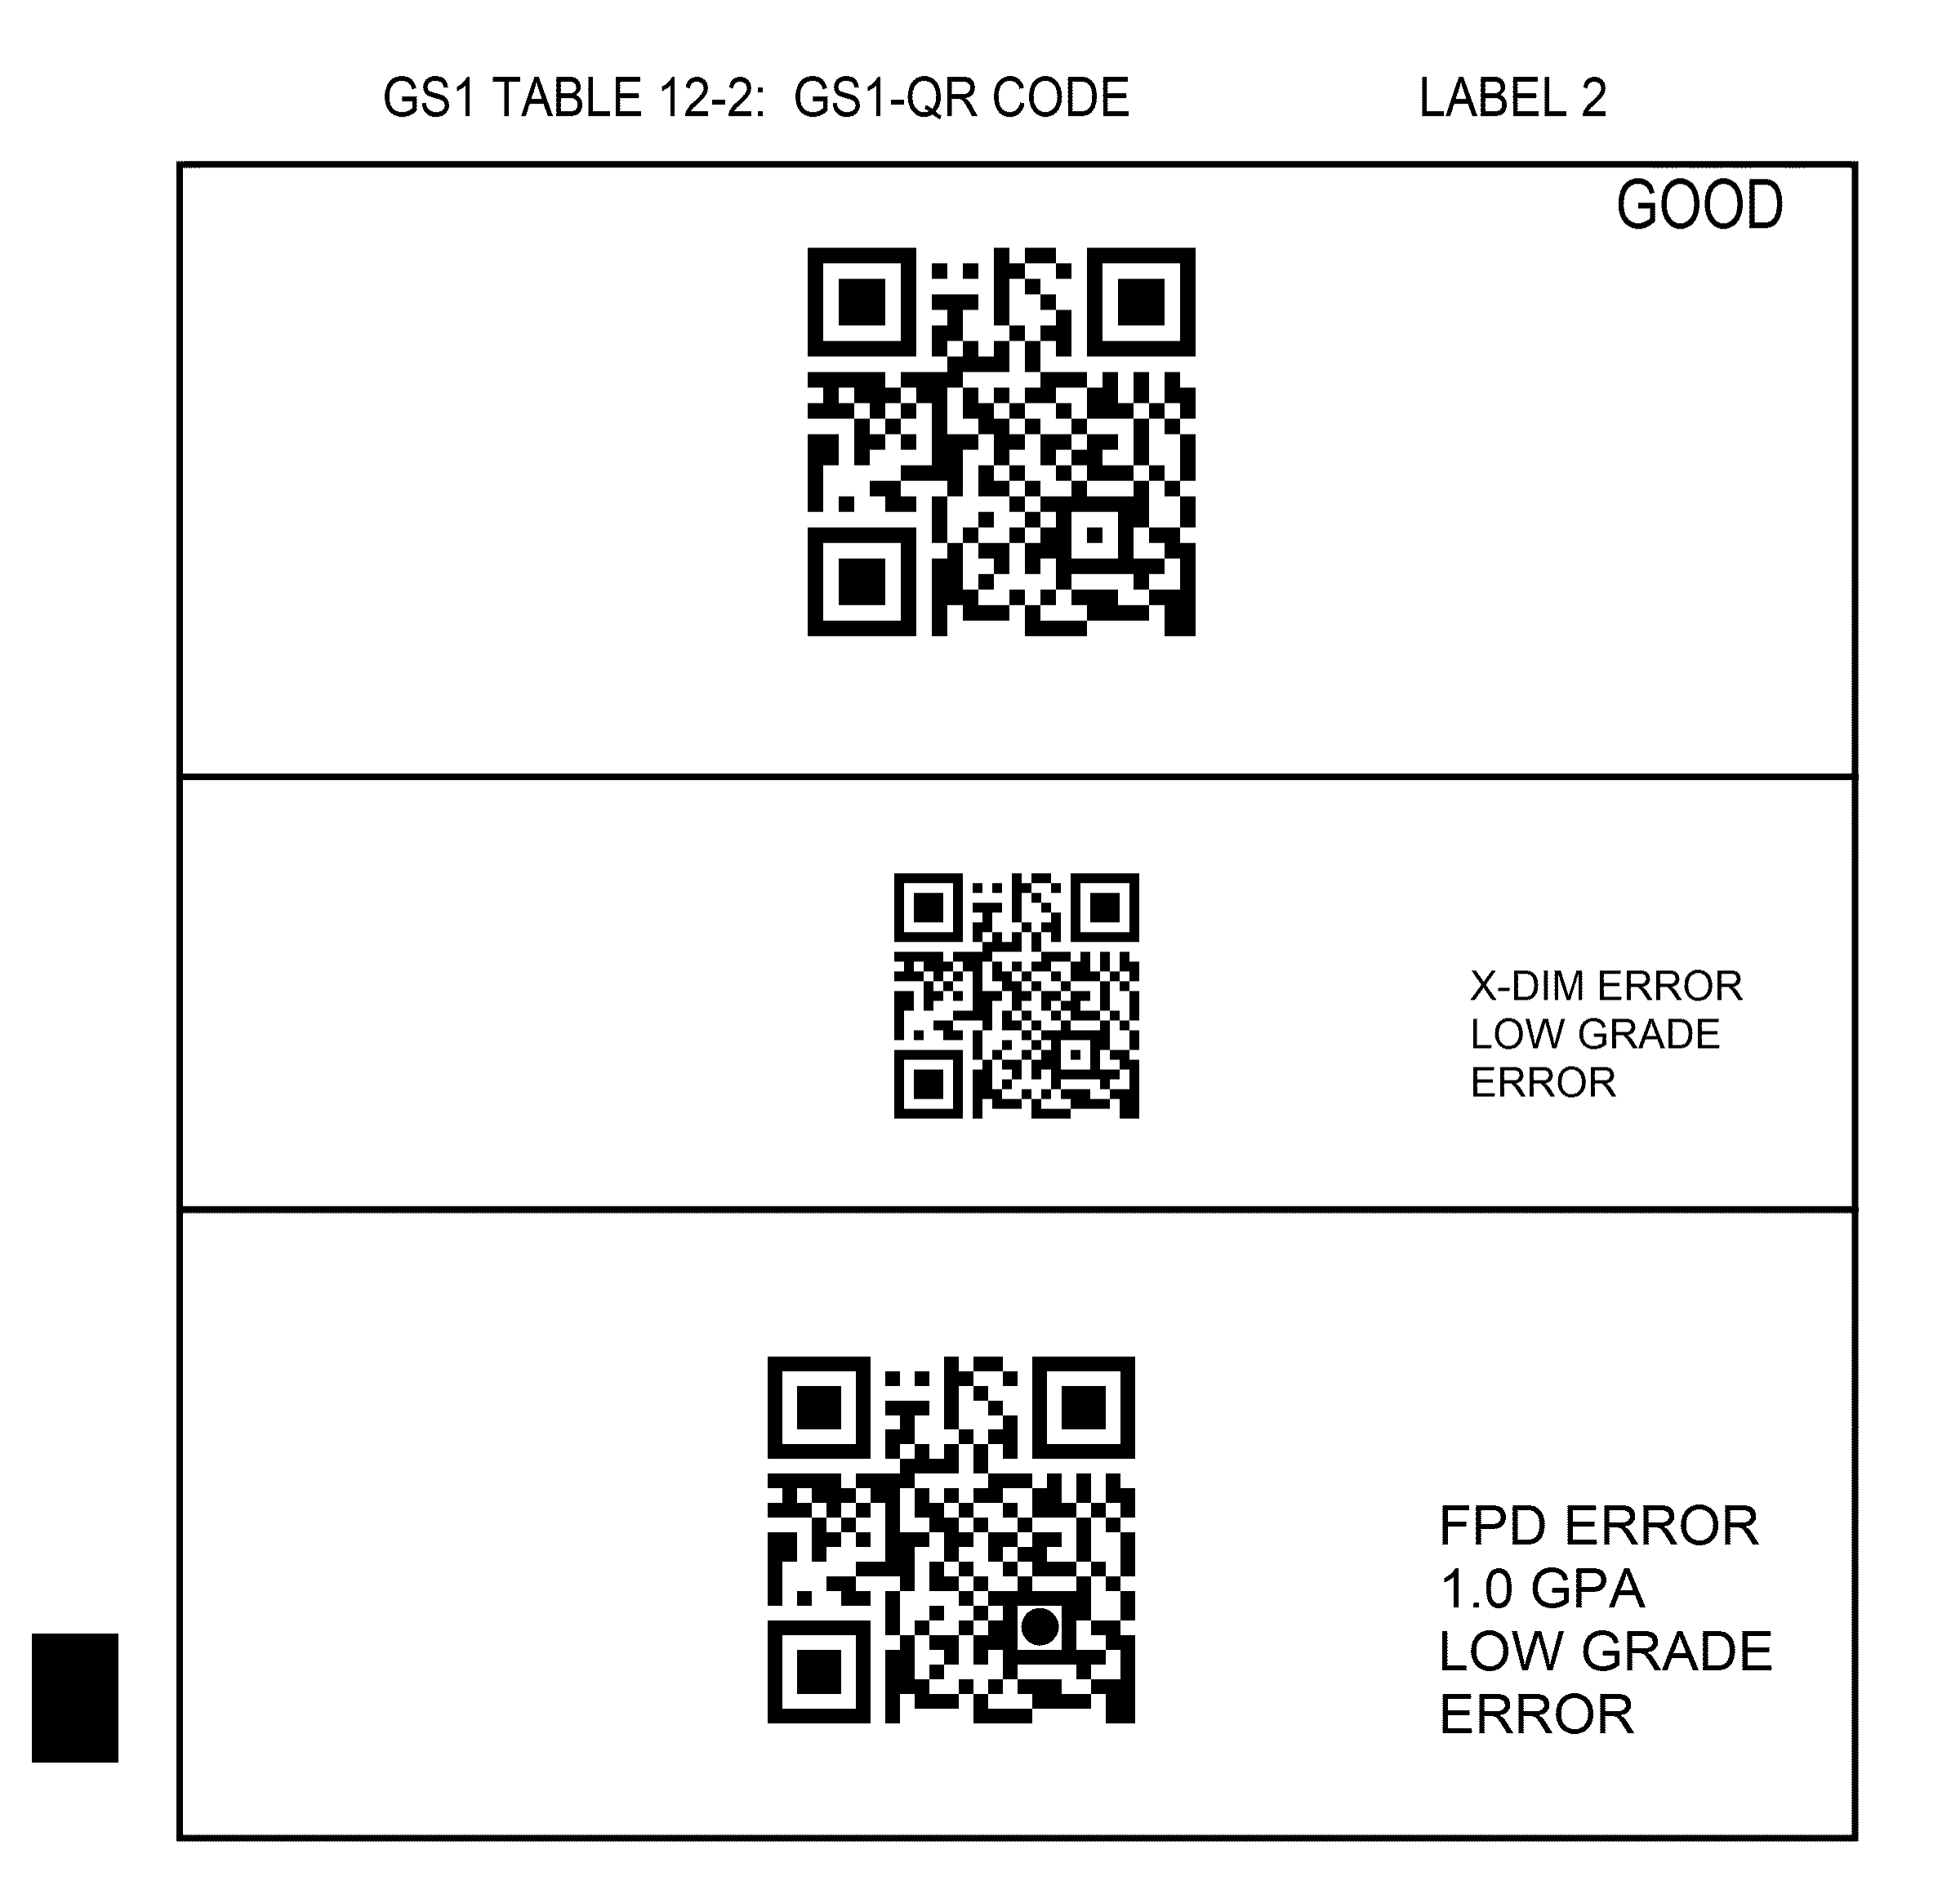 GS1 TABLE 12-2: GS1-QR CODE LABEL 2
GOOD
X-DIM ERROR
LOW GRADE
ERROR
FPD ERROR
1.0 GPA
LOW GRADE
ERROR